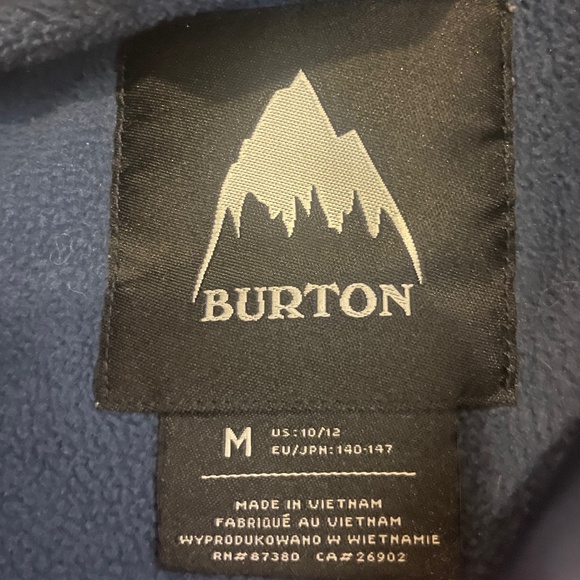 BURTON
M US:10/12
EU/JPN:140-147
MADE IN VIETNAM
FABRIQUÉ AU VIETNAM
WYPRODUKOWANO W WIETNAMIE
RN#87380 CA#26902